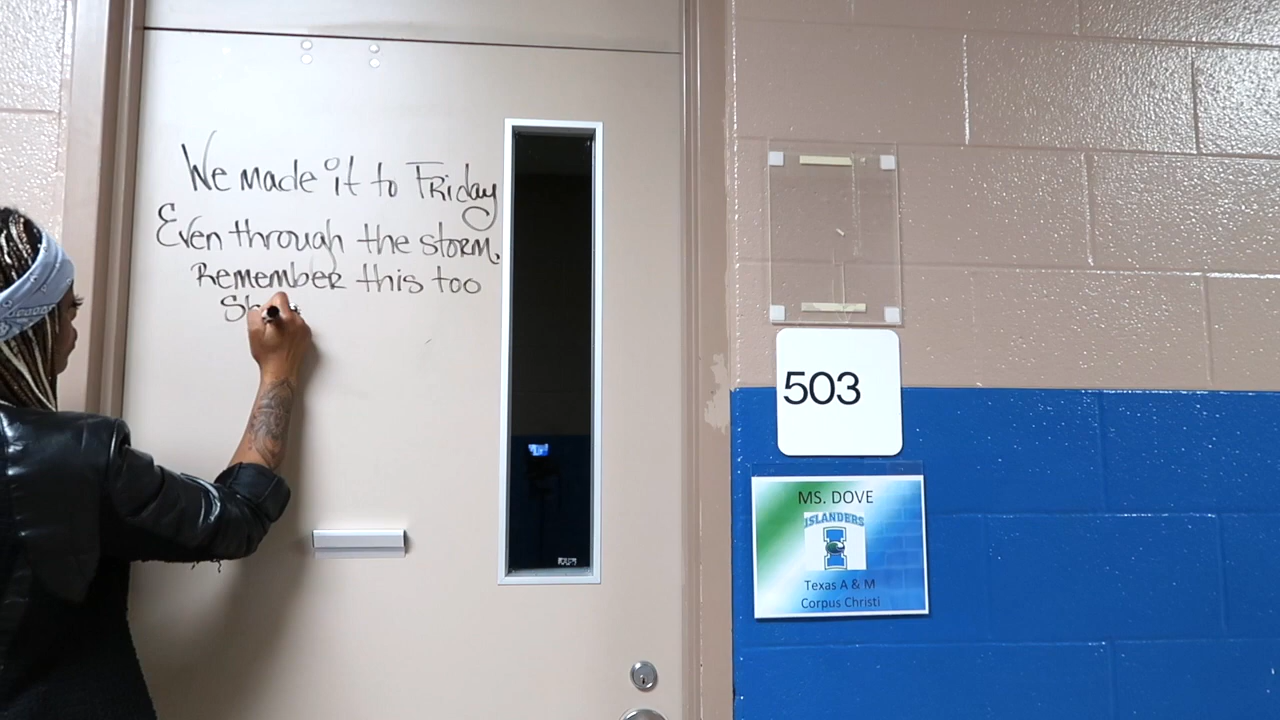 We made it to Friday
Even through the storm.
Remember this too
503
MS. DOVE
ISLANDERS
I
Texas A & M
Corpus Christi